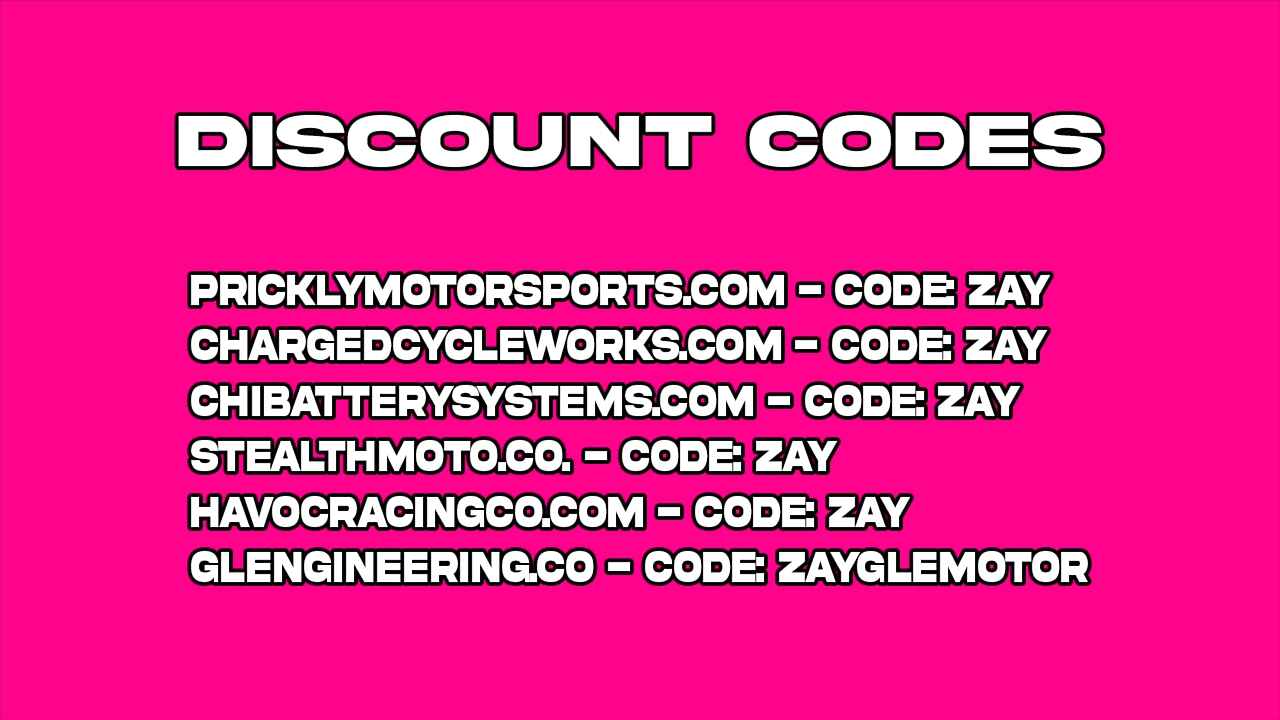 DISCOUNT CODES
PRICKLYMOTORSPORTS.COM - CODE: ZAY
CHARGEDCYCLEWORKS.COM - CODE: ZAY
CHIBATTERYSYSTEMS.COM - CODE: ZAY
STEALTHMOTO.CO. - CODE: ZAY
HAVOCRACINGCO.COM - CODE: ZAY
GLENGINEERING.CO - CODE: ZAYGLEMOTOR